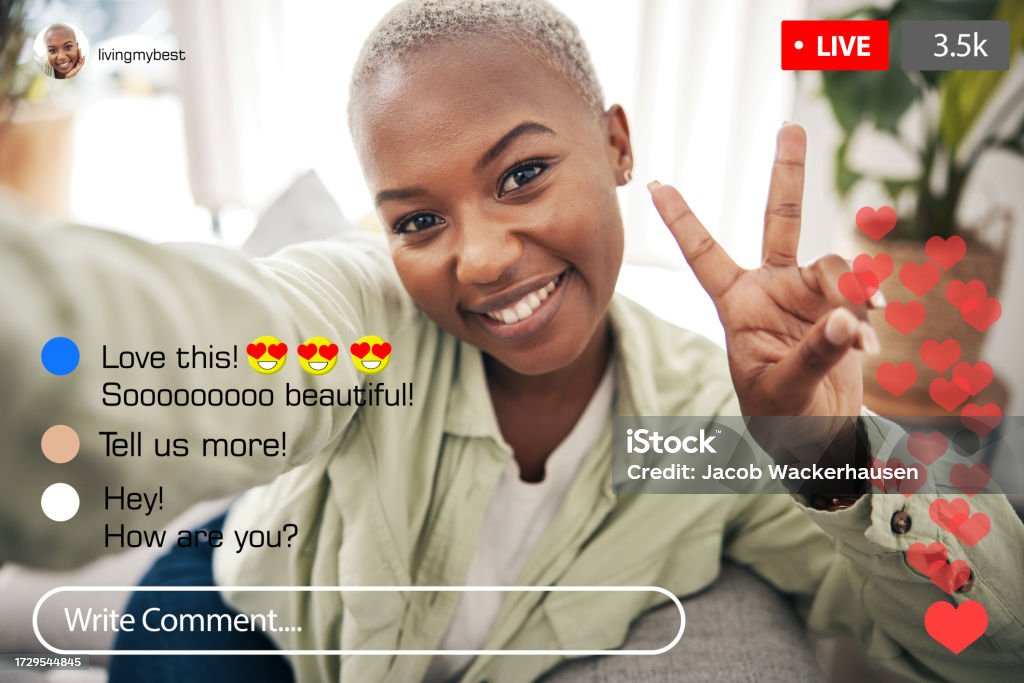 livingmybest
LIVE
3.5k
Love this!
Sooooooooo beautiful!
Tell us more!
Hey!
How are you?
iStock™
Credit: Jacob Wackerhausen
Write Comment....
1729544845